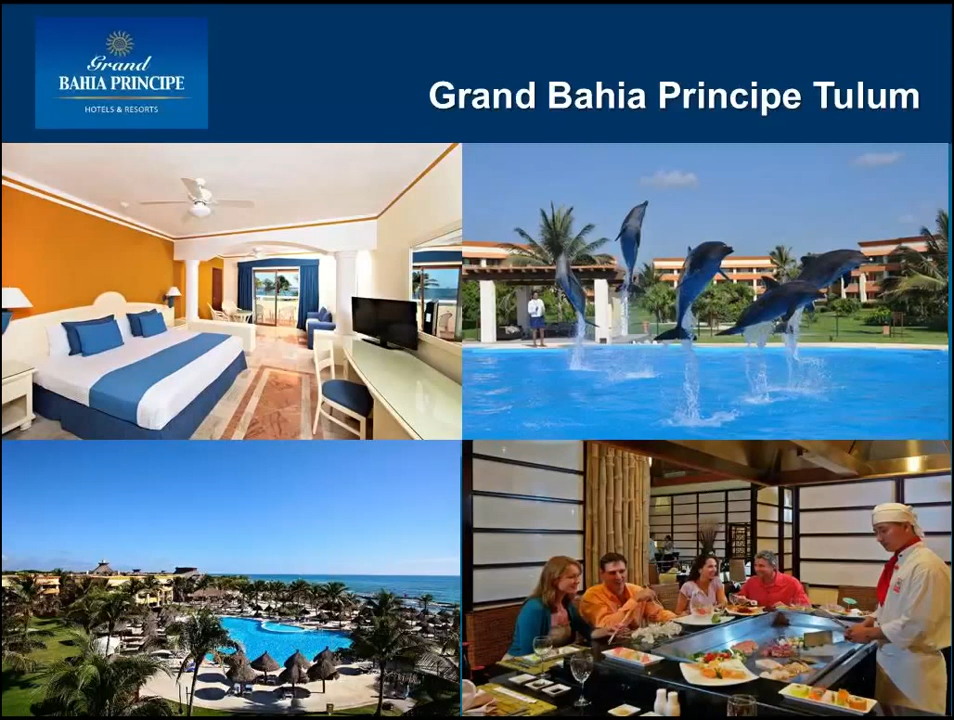 Grand
BAHIA PRINCIPE
HOTELS & RESORTS
Grand Bahia Principe Tulum